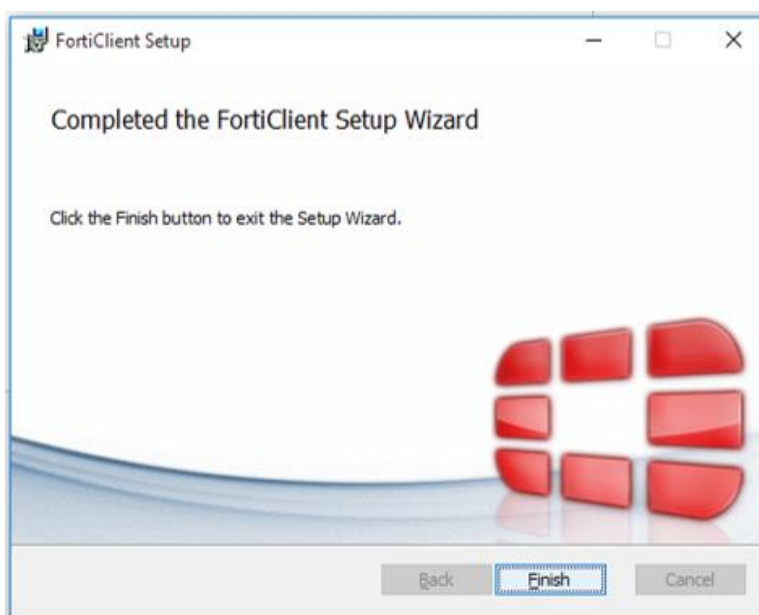 FortiClient Setup
Completed the FortiClient Setup Wizard
Click the Finish button to exit the Setup Wizard.
Back
Finish
Cancel